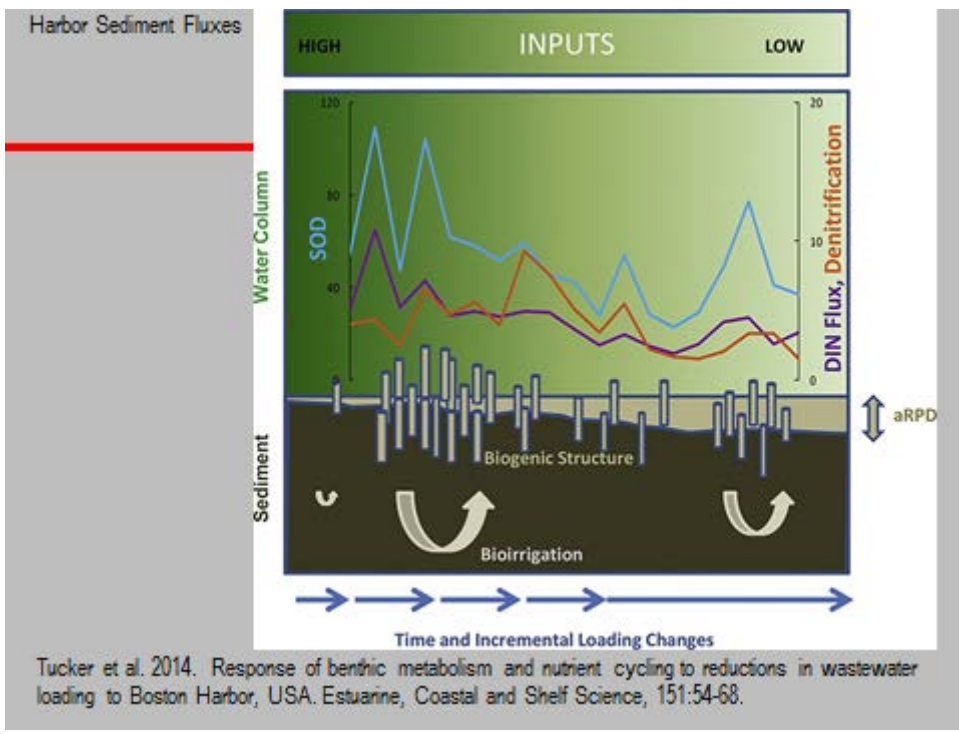 Harbor Sediment Fluxes
HIGH INPUTS LOW
120 20
SOD
Water Column
80
10
40
DIN Flux, Denitrification
0 0
aRPD
Biogenic Structure
Sediment
Bioirrigation
Time and Incremental Loading Changes
Tucker et al. 2014. Response of benthic metabolism and nutrient cycling to reductions in wastewater
loading to Boston Harbor, USA. Estuarine, Coastal and Shelf Science, 151:54-68.